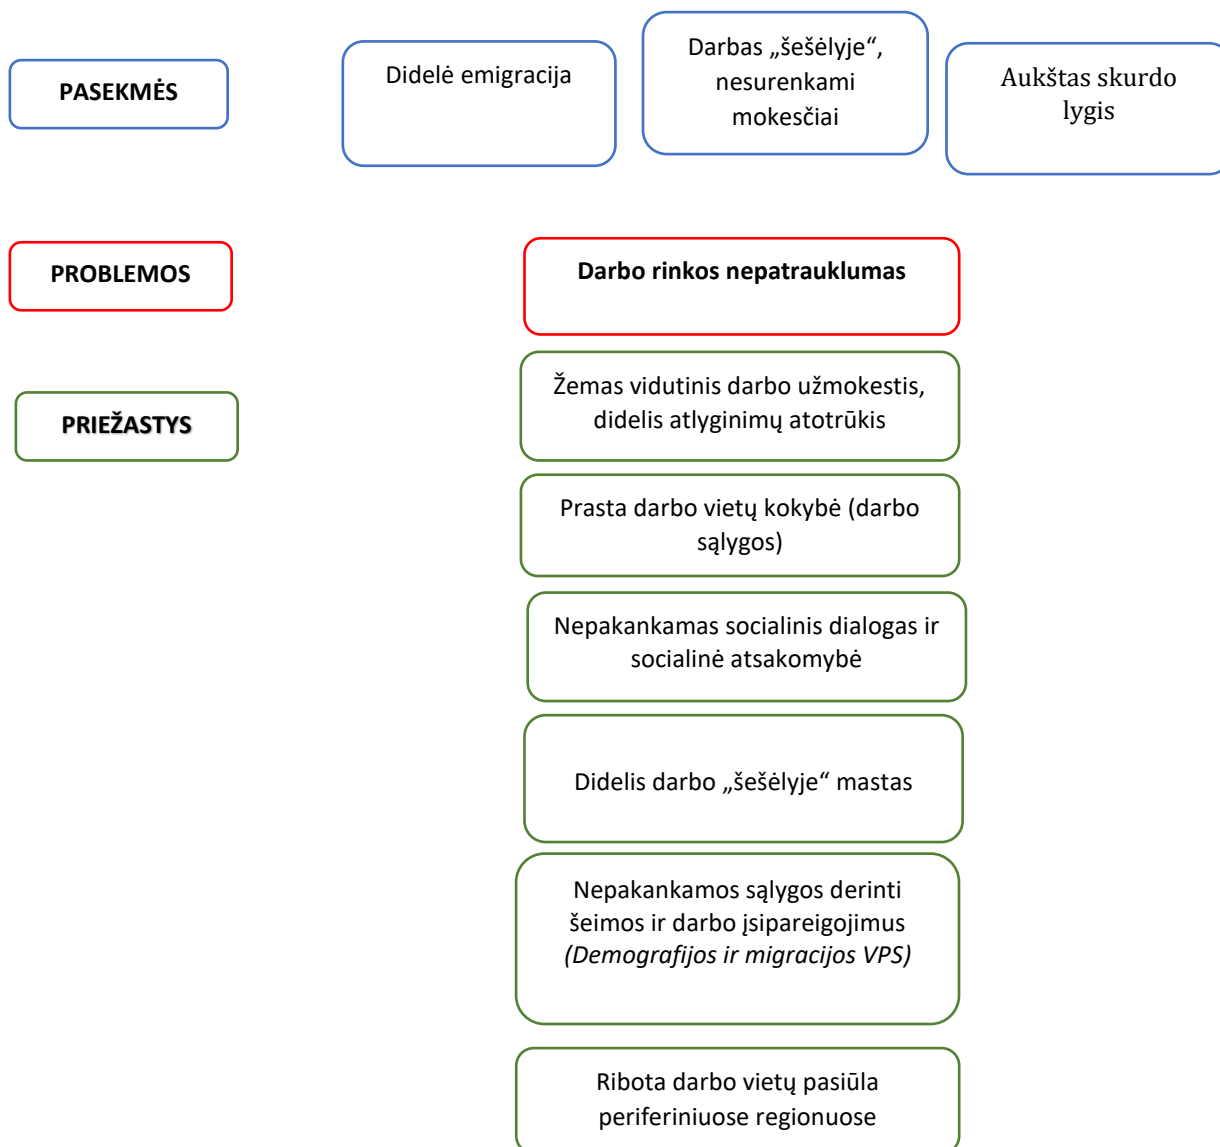 PASEKMĖS
Didelė emigracija
Darbas „šešėlyje“,
nesurenkami
mokesčiai
Aukštas skurdo
lygis
PROBLEMOS
Darbo rinkos nepatrauklumas
PRIEŽASTYS
Žemas vidutinis darbo užmokestis,
didelis atlyginimų atotrūkis
Prasta darbo vietų kokybė (darbo
sąlygos)
Nepakankamas socialinis dialogas ir
socialinė atsakomybė
Didelis darbo „šešėlyje“ mastas
Nepakankamos sąlygos derinti
šeimos ir darbo įsipareigojimus
(Demografijos ir migracijos VPS)
Ribota darbo vietų pasiūla
periferiniuose regionuose